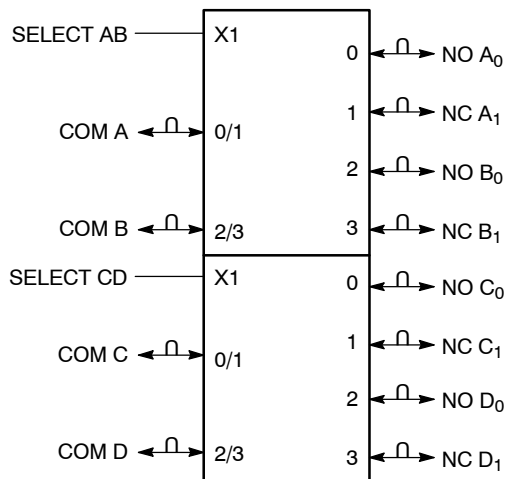 SELECT AB
X1
0
NO A₀
1
NC A₁
COM A
0/1
2
NO B₀
COM B
2/3
3
NC B₁
SELECT CD
X1
0
NO C₀
1
NC C₁
COM C
0/1
2
NO D₀
COM D
2/3
3
NC D₁